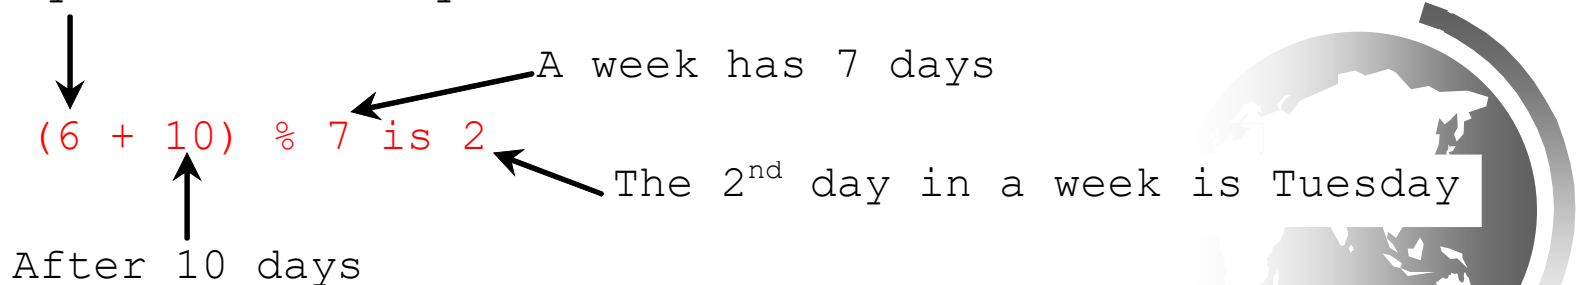 A week has 7 days
(6 + 10) % 7 is 2
The 2nd day in a week is Tuesday
After 10 days